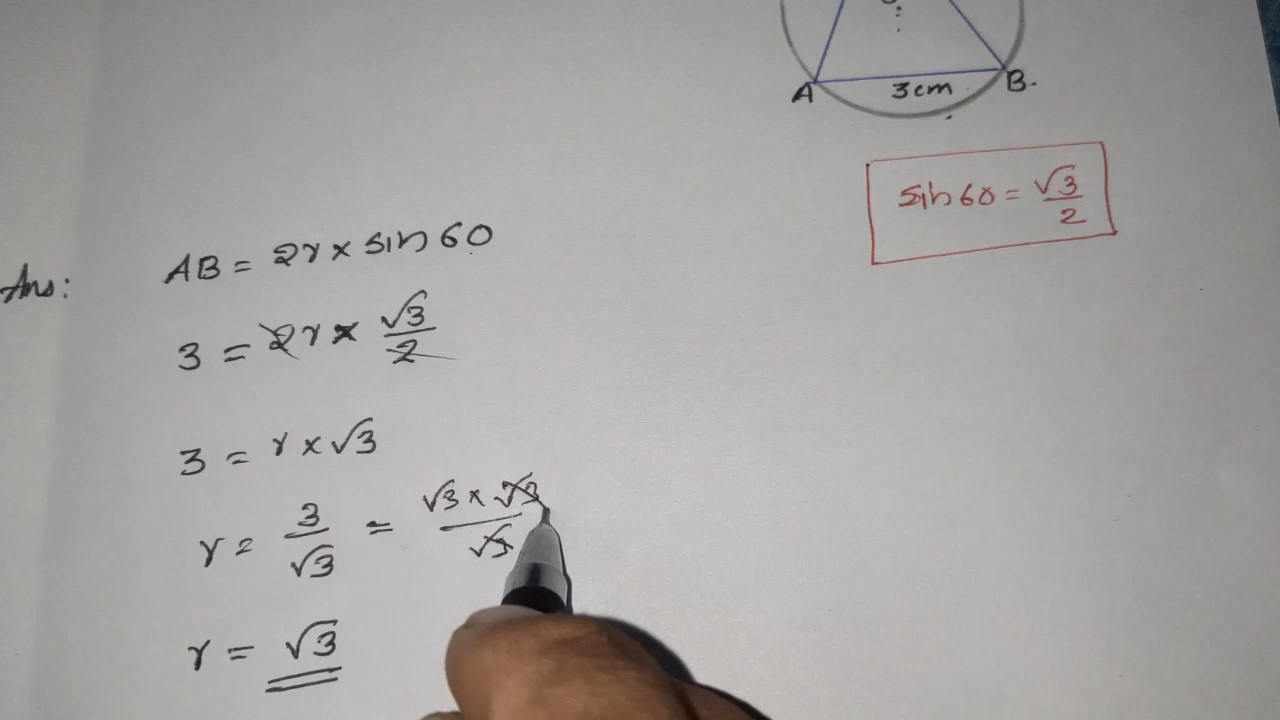 A 3cm B.
sin 60 = √3/2
Ans: AB = 2r × sin 60
3 = 2r × √3/2
3 = r × √3
r = 3/√3 = √3 × √3/√3
r = √3